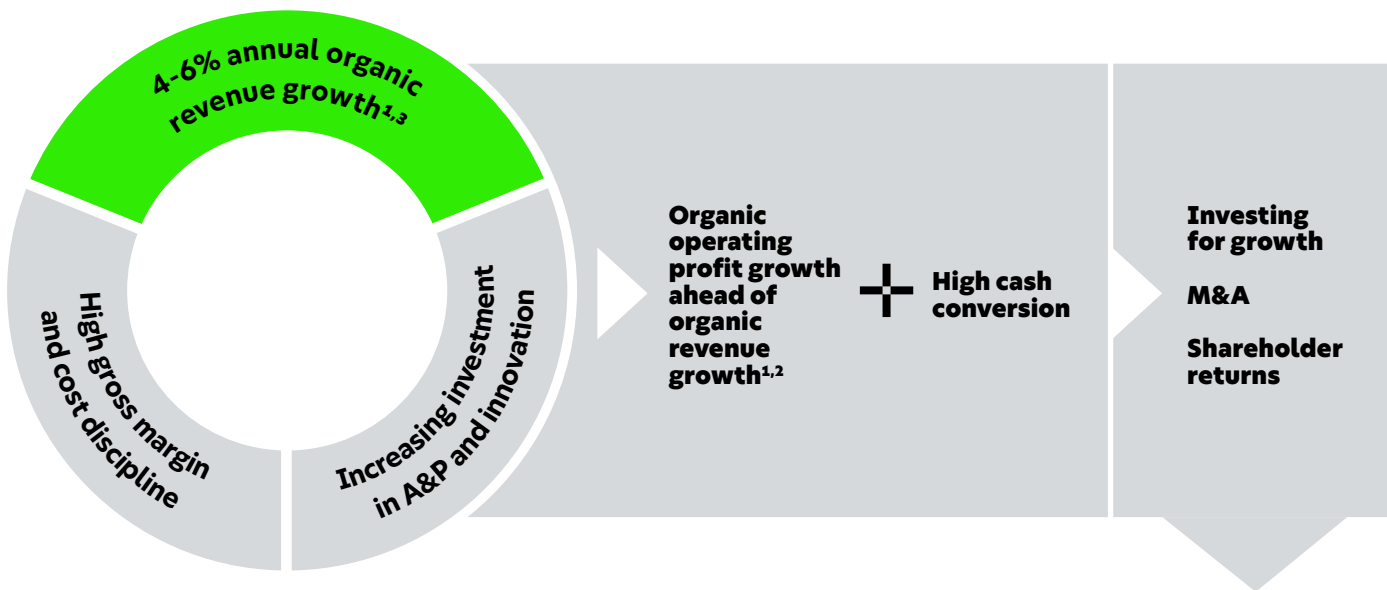 4-6% annual organic
revenue growth¹,³
High gross margin
and cost discipline
Increasing investment
in A&P and innovation
Organic
operating
profit growth
ahead of
organic
revenue
growth¹,²
High cash
conversion
Investing
for growth
M&A
Shareholder
returns